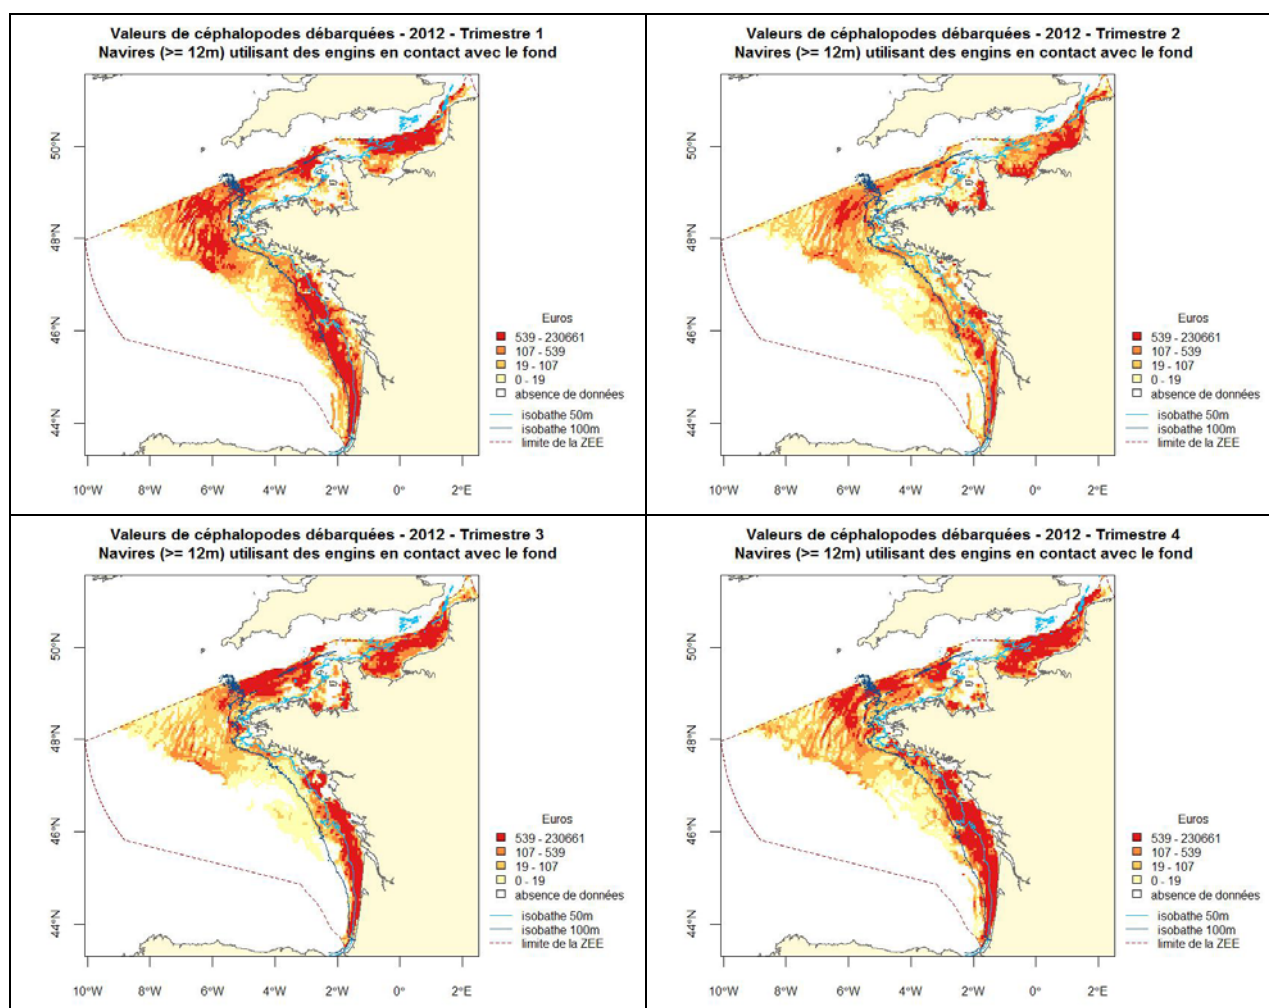 Valeurs de céphalopodes débarquées - 2012 - Trimestre 1
Navires (>= 12m) utilisant des engins en contact avec le fond
50°N
48°N
46°N
44°N
10°W 8°W 6°W 4°W 2°W 0° 2°E
Euros
539 - 230661
107 - 539
19 - 107
0 - 19
absence de données
isobathe 50m
isobathe 100m
limite de la ZEE
Valeurs de céphalopodes débarquées - 2012 - Trimestre 2
Navires (>= 12m) utilisant des engins en contact avec le fond
50°N
48°N
46°N
44°N
10°W 8°W 6°W 4°W 2°W 0° 2°E
Euros
539 - 230661
107 - 539
19 - 107
0 - 19
absence de données
isobathe 50m
isobathe 100m
limite de la ZEE
Valeurs de céphalopodes débarquées - 2012 - Trimestre 3
Navires (>= 12m) utilisant des engins en contact avec le fond
50°N
48°N
46°N
44°N
10°W 8°W 6°W 4°W 2°W 0° 2°E
Euros
539 - 230661
107 - 539
19 - 107
0 - 19
absence de données
isobathe 50m
isobathe 100m
limite de la ZEE
Valeurs de céphalopodes débarquées - 2012 - Trimestre 4
Navires (>= 12m) utilisant des engins en contact avec le fond
50°N
48°N
46°N
44°N
10°W 8°W 6°W 4°W 2°W 0° 2°E
Euros
539 - 230661
107 - 539
19 - 107
0 - 19
absence de données
isobathe 50m
isobathe 100m
limite de la ZEE